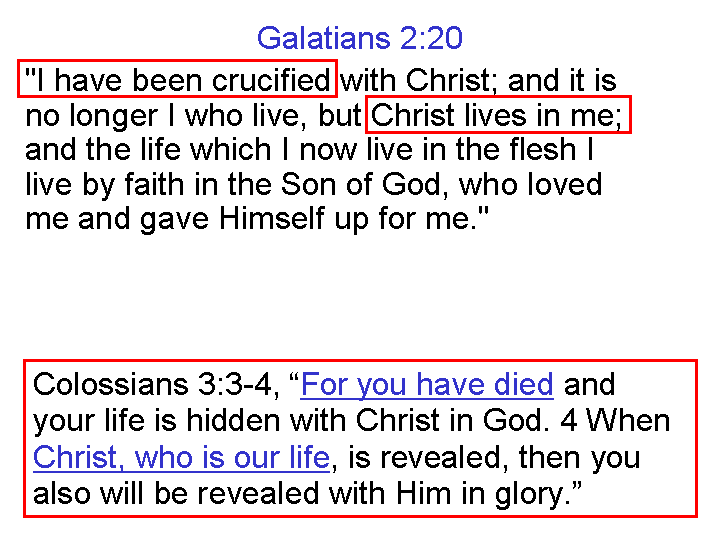 Galatians 2:20
"I have been crucified with Christ; and it is
no longer I who live, but Christ lives in me;
and the life which I now live in the flesh I
live by faith in the Son of God, who loved
me and gave Himself up for me."
Colossians 3:3-4, “For you have died and
your life is hidden with Christ in God. 4 When
Christ, who is our life, is revealed, then you
also will be revealed with Him in glory.”